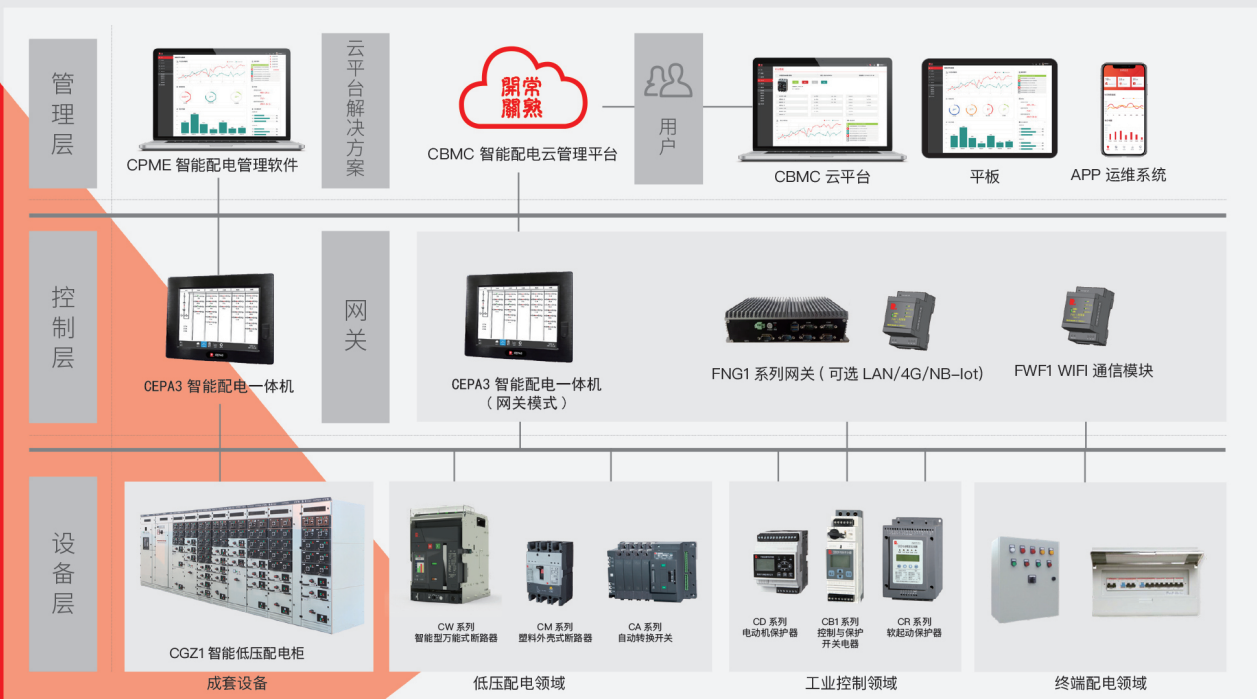 管理层
CPME 智能配电管理软件
云平台解决方案
開常
關熟
CBMC 智能配电云管理平台
用户
CBMC 云平台
平板
APP 运维系统
控制层
CEPA3 智能配电一体机
网关
CEPA3 智能配电一体机
（网关模式）
FNG1 系列网关 ( 可选 LAN/4G/NB-Iot)
FWF1 WIFI 通信模块
设备层
CGZ1 智能低压配电柜
成套设备
CW 系列
智能型万能式断路器
CM 系列
塑料外壳式断路器
CA 系列
自动转换开关
低压配电领域
CD 系列
电动机保护器
CB1 系列
控制与保护
开关电器
CR 系列
软起动保护器
工业控制领域
终端配电领域